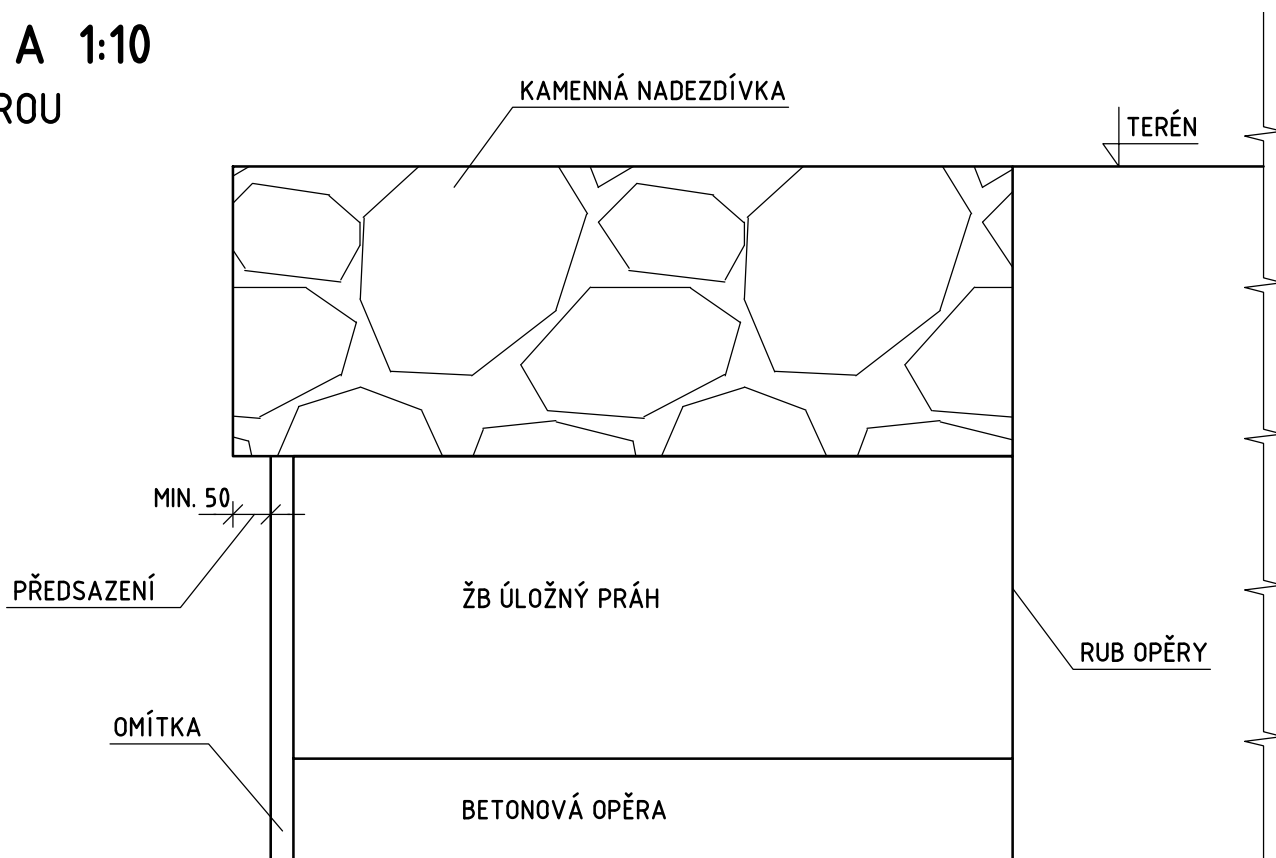 A 1:10
ROU
KAMENNÁ NADEZDÍVKA
TERÉN
MIN. 50
PŘEDSAZENÍ
ŽB ÚLOŽNÝ PRÁH
RUB OPĚRY
OMÍTKA
BETONOVÁ OPĚRA